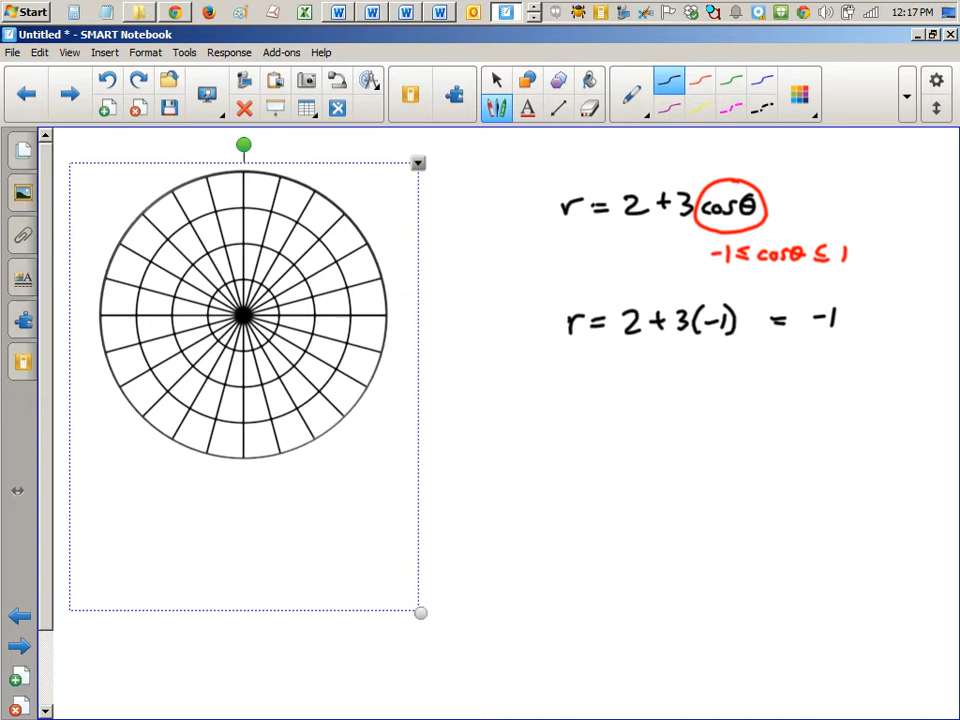 Start
12:17 PM
Untitled * - SMART Notebook
File Edit View Insert Format Tools Response Add-ons Help
r = 2 + 3 cosθ
-1 ≤ cosθ ≤ 1
r = 2 + 3(-1) = -1